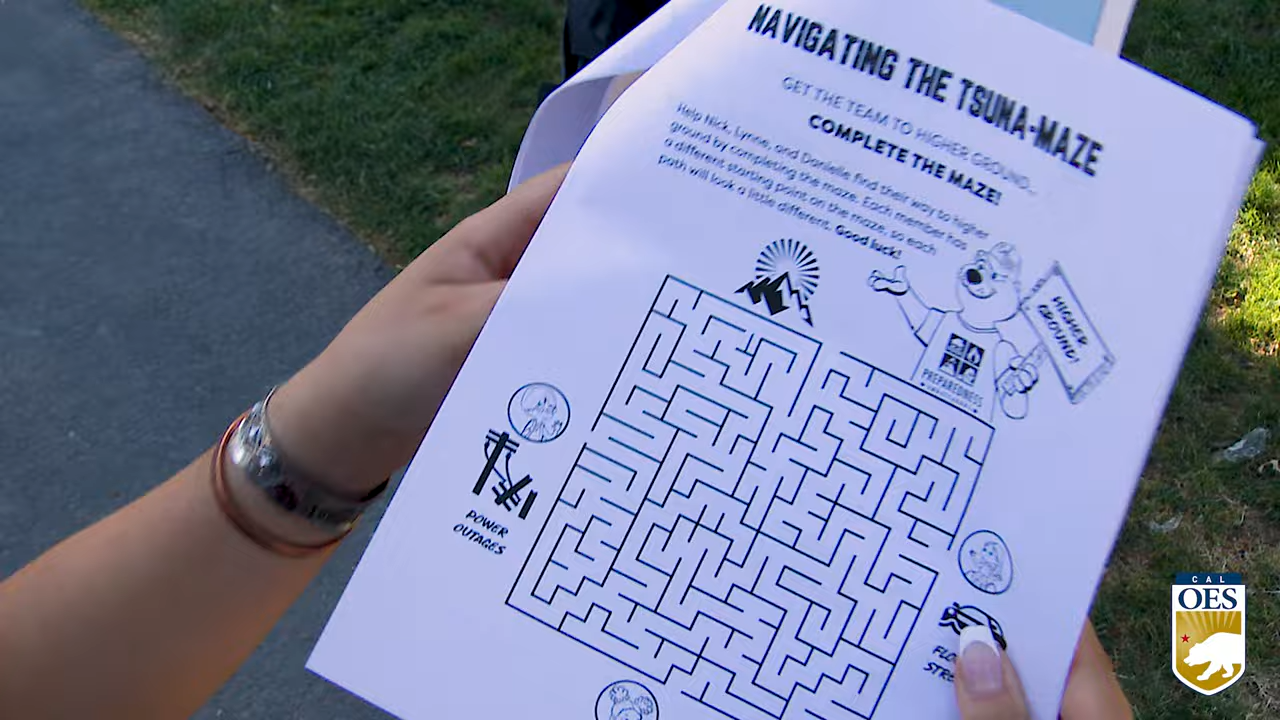 NAVIGATING THE TSUNA-MAZE
GET THE TEAM TO HIGHER GROUND...
COMPLETE THE MAZE!
Help Nick, Lynne, and Danielle find their way to higher
ground by completing the maze. Each member has
a different starting point on the maze, so each
path will look a little different. Good luck!
HIGHER
GROUND!
PREPAREDNESS
POWER
OUTAGES
CAL
OES